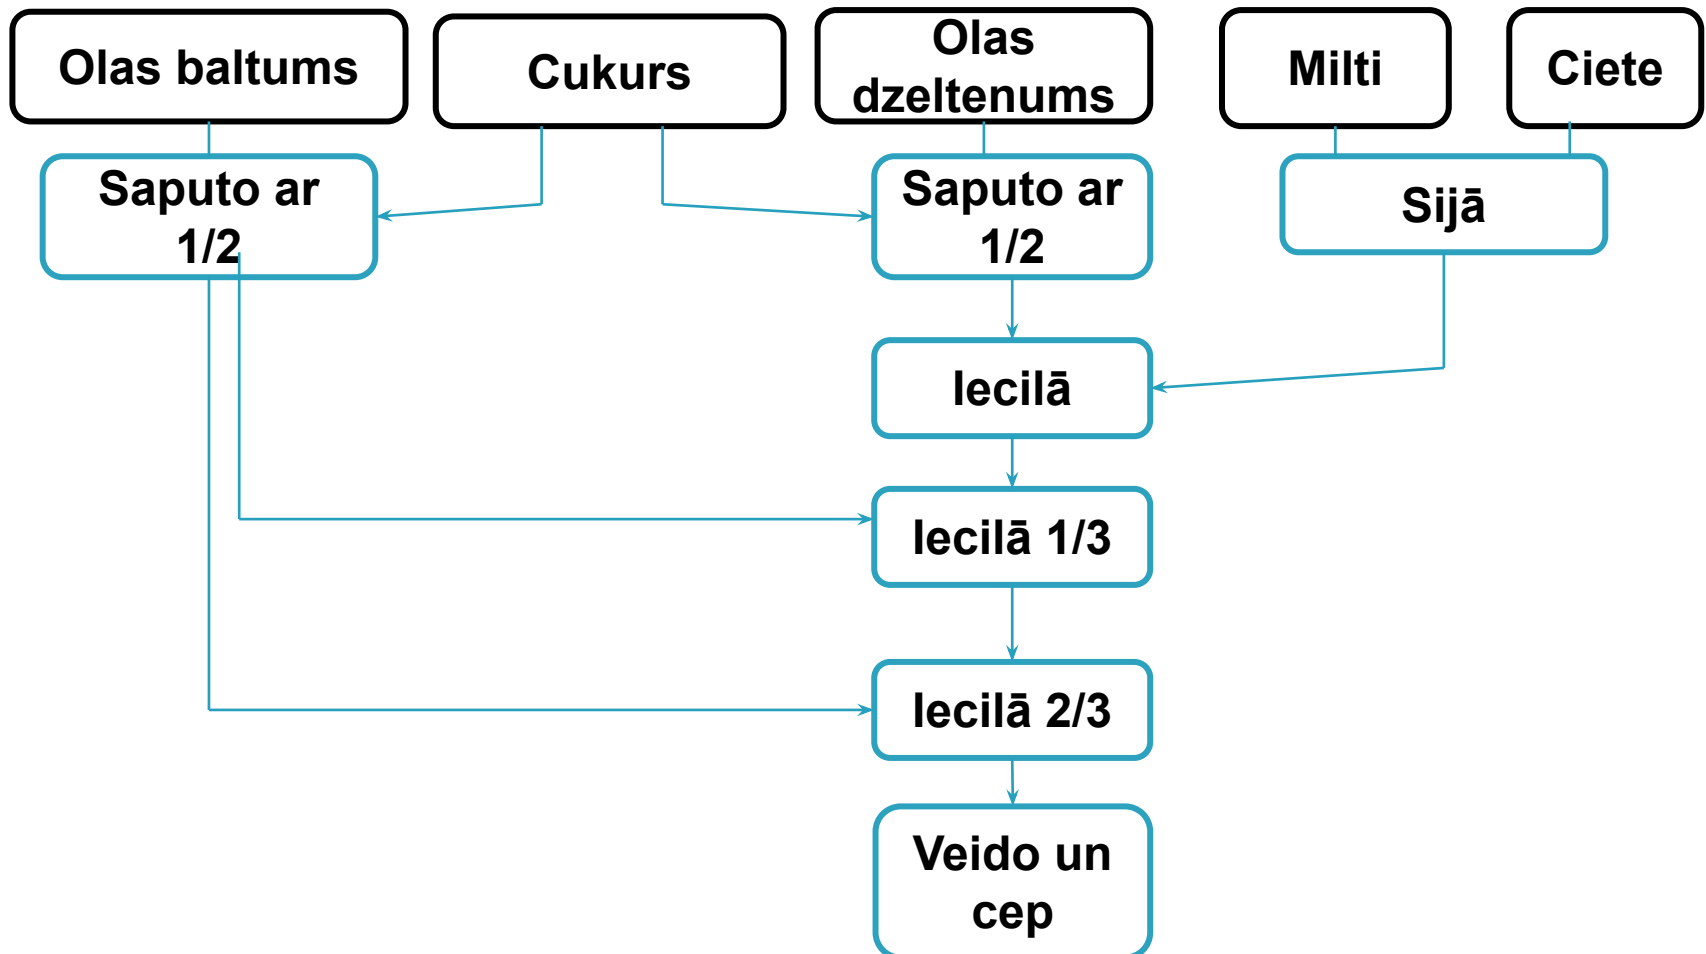 Olas baltums
Cukurs
Olas
dzeltenums
Milti
Ciete
Saputo ar
1/2
Saputo ar
1/2
Sijā
Iecilā
Iecilā 1/3
Iecilā 2/3
Veido un
cep